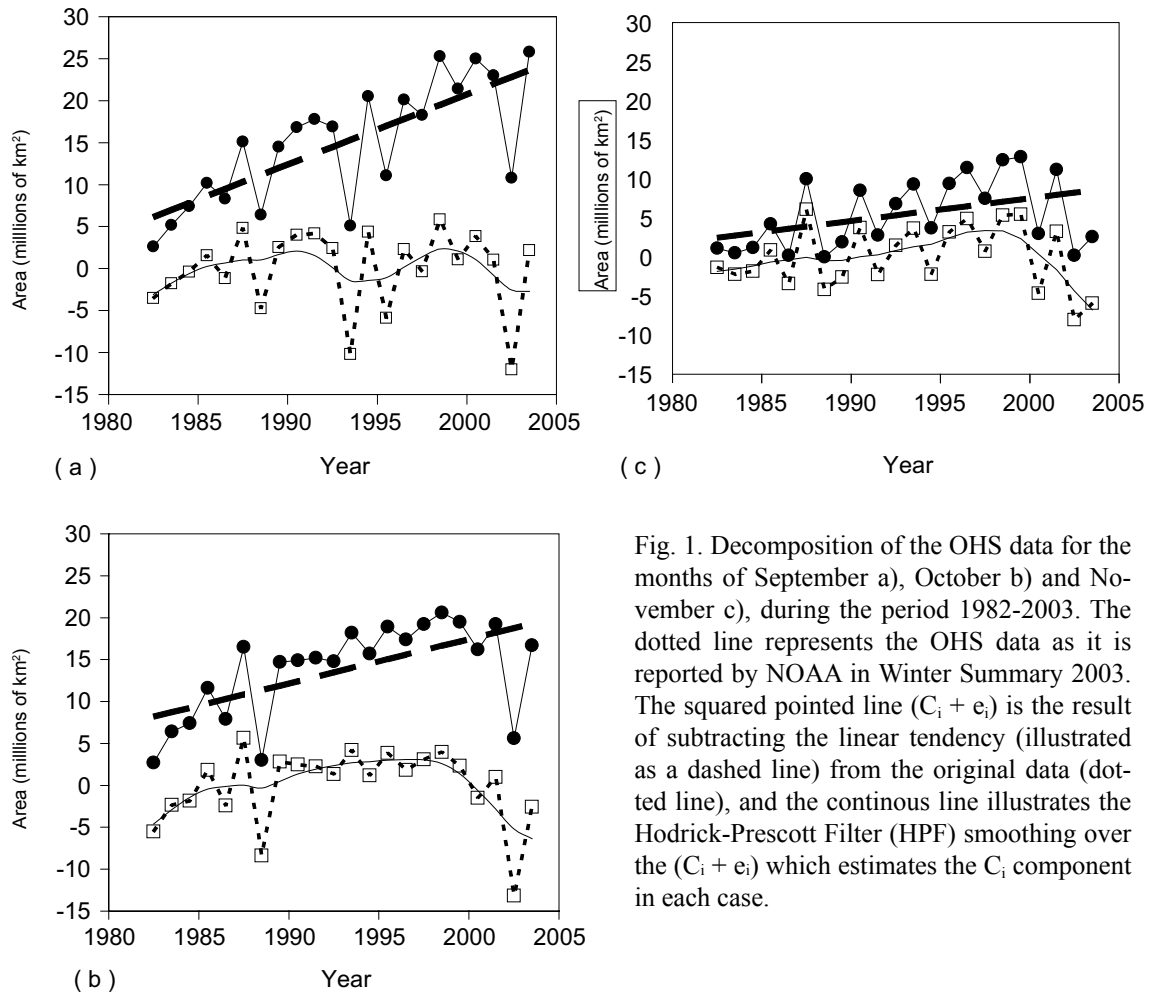 30
25
20
15
10
5
0
-5
-10
-15
1980 1985 1990 1995 2000 2005
Area (milllions of km²)
Year
( a )
30
25
20
15
10
5
0
-5
-10
-15
1980 1985 1990 1995 2000 2005
Area (millions of km²)
Year
( c )
30
25
20
15
10
5
0
-5
-10
-15
1980 1985 1990 1995 2000 2005
Area (millions of km²)
Year
( b )
Fig. 1. Decomposition of the OHS data for the
months of September a), October b) and No-
vember c), during the period 1982-2003. The
dotted line represents the OHS data as it is
reported by NOAA in Winter Summary 2003.
The squared pointed line (Cᵢ + eᵢ) is the result
of subtracting the linear tendency (illustrated
as a dashed line) from the original data (dot-
ted line), and the continous line illustrates the
Hodrick-Prescott Filter (HPF) smoothing over
the (Cᵢ + eᵢ) which estimates the Cᵢ component
in each case.